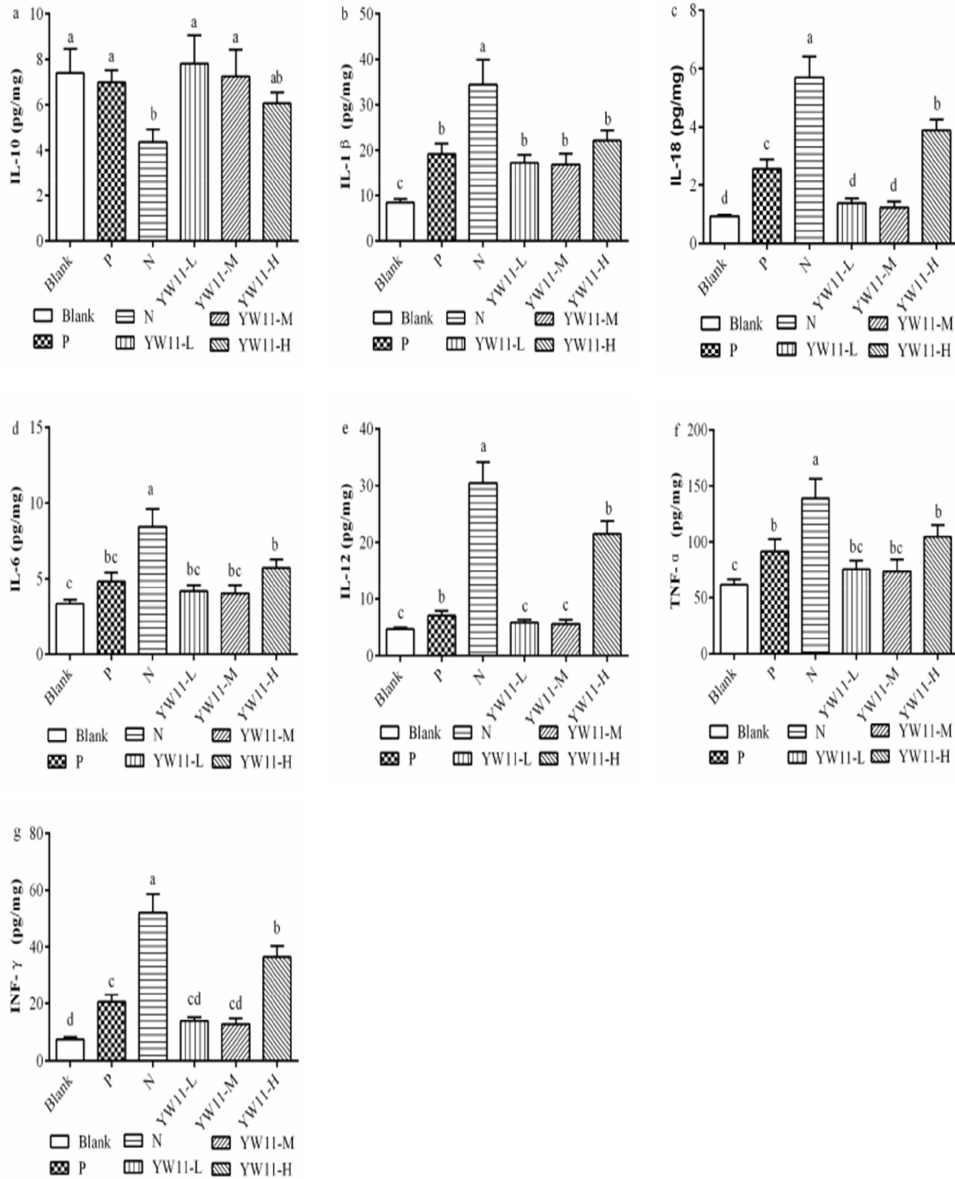 a
IL-10 (pg/mg)
10
8
6
4
2
0
a
a
b
a
a
ab
Blank
P
N
YW11-L
YW11-M
YW11-H
Blank N YW11-M
P YW11-L YW11-H
b
IL-1 β (pg/mg)
50
40
30
20
10
0
c
b
a
b
b
b
Blank
P
N
YW11-L
YW11-M
YW11-H
Blank N YW11-M
P YW11-L YW11-H
c
IL-18 (pg/mg)
8
6
4
2
0
d
c
a
d
d
b
Blank
P
N
YW11-L
YW11-M
YW11-H
Blank N YW11-M
P YW11-L YW11-H
d
IL-6 (pg/mg)
15
10
5
0
c
bc
a
bc
bc
b
Blank
P
N
YW11-L
YW11-M
YW11-H
Blank N YW11-M
P YW11-L YW11-H
e
IL-12 (pg/mg)
40
30
20
10
0
c
b
a
c
c
b
Blank
P
N
YW11-L
YW11-M
YW11-H
Blank N YW11-M
P YW11-L YW11-H
f
TNF- α (pg/mg)
200
150
100
50
0
c
b
a
bc
bc
b
Blank
P
N
YW11-L
YW11-M
YW11-H
Blank N YW11-M
P YW11-L YW11-H
g
INF- γ (pg/mg)
80
60
40
20
0
d
c
a
cd
cd
b
Blank
P
N
YW11-L
YW11-M
YW11-H
Blank N YW11-M
P YW11-L YW11-H